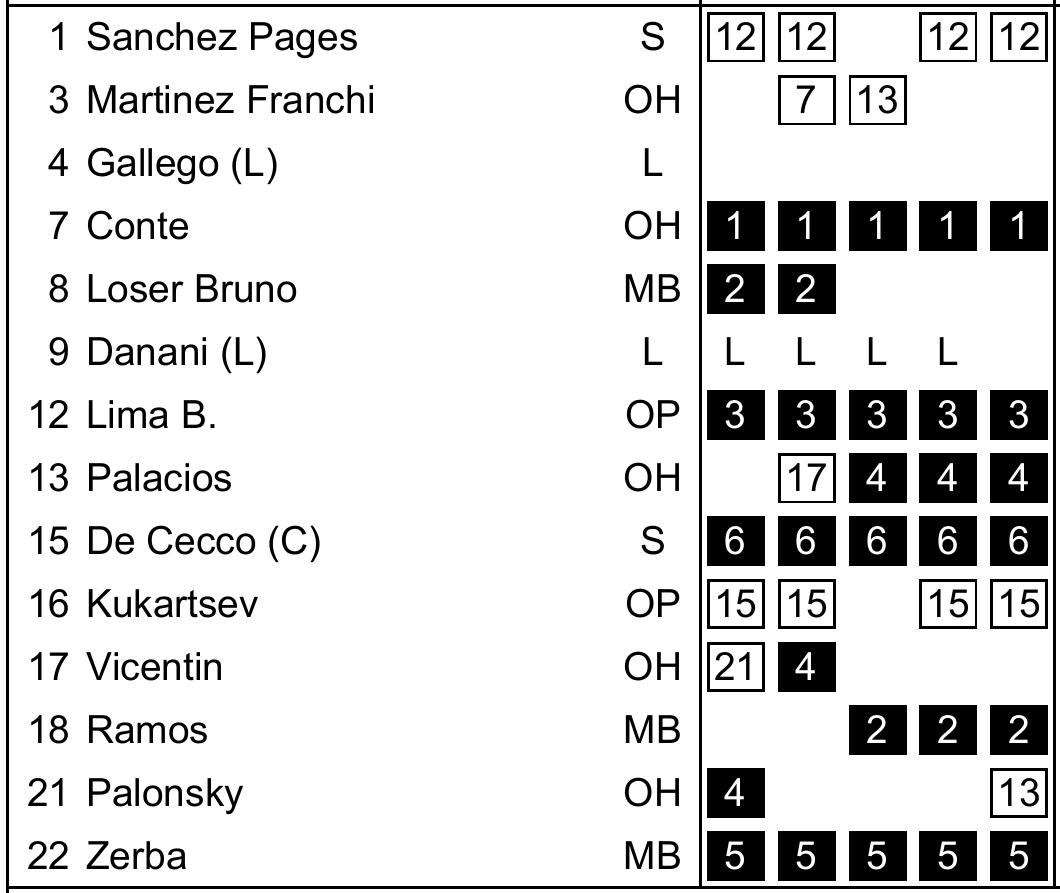 1 Sanchez Pages S 12 12 12 12
3 Martinez Franchi OH 7 13
4 Gallego (L) L
7 Conte OH 1 1 1 1 1
8 Loser Bruno MB 2 2
9 Danani (L) L L L L L
12 Lima B. OP 3 3 3 3 3
13 Palacios OH 17 4 4 4
15 De Cecco (C) S 6 6 6 6 6
16 Kukartsev OP 15 15 15 15
17 Vicentin OH 21 4
18 Ramos MB 2 2 2
21 Palonsky OH 4 13
22 Zerba MB 5 5 5 5 5